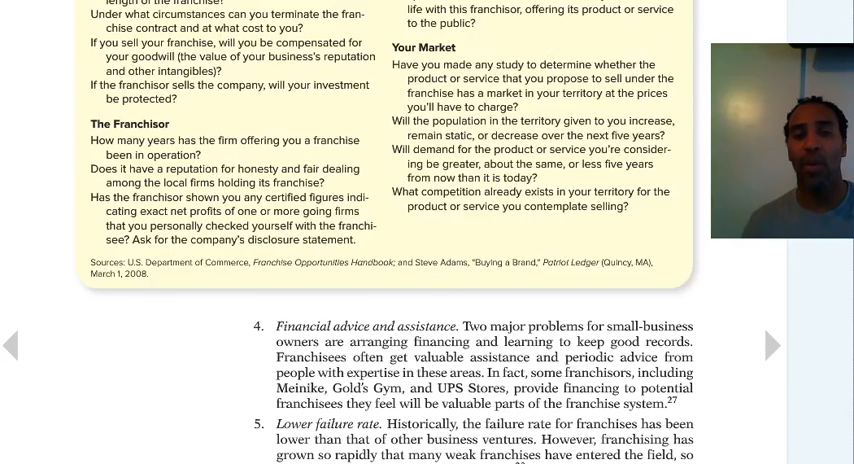 length of the franchise?
Under what circumstances can you terminate the fran-
chise contract and at what cost to you?
If you sell your franchise, will you be compensated for
your goodwill (the value of your business's reputation
and other intangibles)?
If the franchisor sells the company, will your investment
be protected?
The Franchisor
How many years has the firm offering you a franchise
been in operation?
Does it have a reputation for honesty and fair dealing
among the local firms holding its franchise?
Has the franchisor shown you any certified figures indi-
cating exact net profits of one or more going firms
that you personally checked yourself with the franchi-
see? Ask for the company's disclosure statement.
life with this franchisor, offering its product or service
to the public?
Your Market
Have you made any study to determine whether the
product or service that you propose to sell under the
franchise has a market in your territory at the prices
you'll have to charge?
Will the population in the territory given to you increase,
remain static, or decrease over the next five years?
Will demand for the product or service you're consider-
ing be greater, about the same, or less five years
from now than it is today?
What competition already exists in your territory for the
product or service you contemplate selling?
Sources: U.S. Department of Commerce, Franchise Opportunities Handbook; and Steve Adams, "Buying a Brand," Patriot Ledger (Quincy, MA),
March 1, 2008.
4. Financial advice and assistance. Two major problems for small-business
owners are arranging financing and learning to keep good records.
Franchisees often get valuable assistance and periodic advice from
people with expertise in these areas. In fact, some franchisors, including
Meinike, Gold's Gym, and UPS Stores, provide financing to potential
franchisees they feel will be valuable parts of the franchise system.27
5. Lower failure rate. Historically, the failure rate for franchises has been
lower than that of other business ventures. However, franchising has
grown so rapidly that many weak franchises have entered the field, so